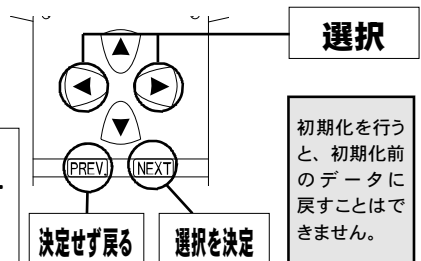 選択
初期化を行う
と、初期化前
のデータに
戻すことはで
きません。
PREV.
NEXT
決定せず戻る
選択を決定